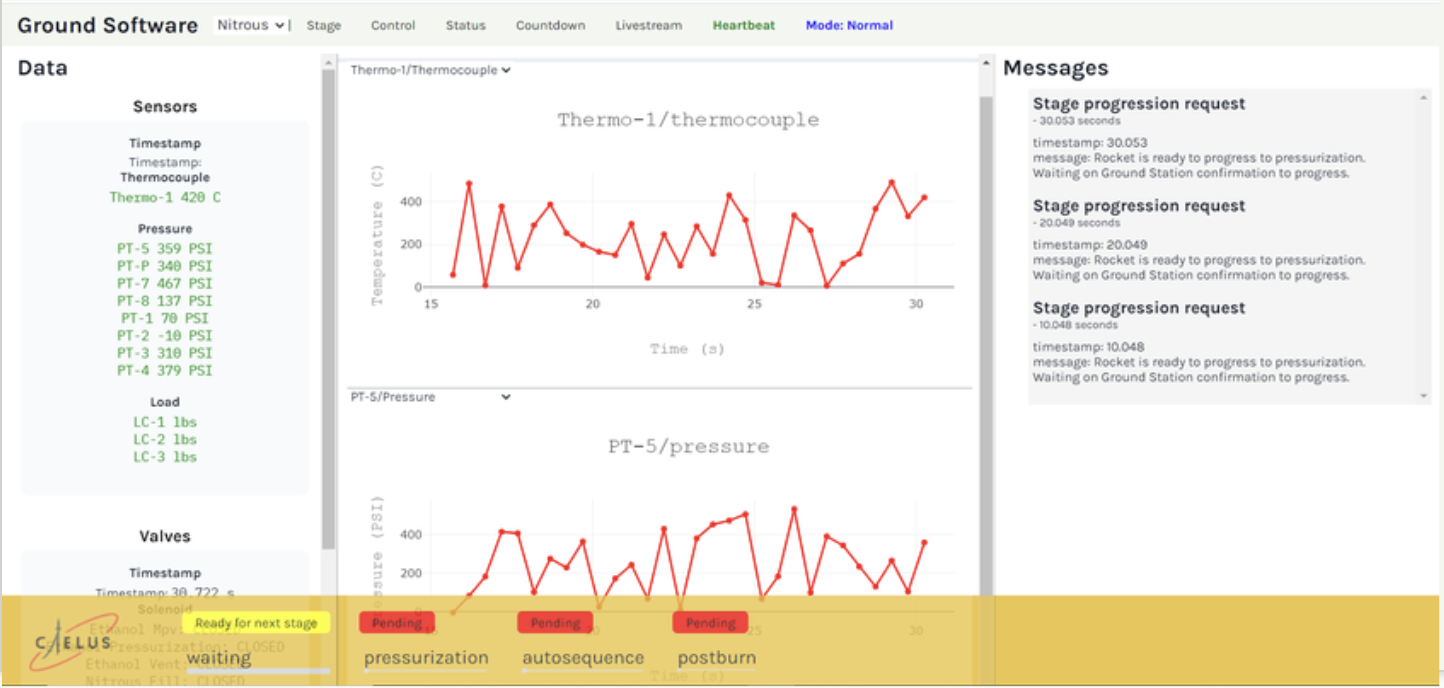 Ground Software
Nitrous | Stage Control Status Countdown Livestream Heartbeat Mode: Normal
Data
Sensors
Timestamp
Timestamp:
Thermocouple
Thermo-1 420 C
Pressure
PT-5 359 PSI
PT-P 340 PSI
PT-7 467 PSI
PT-8 137 PSI
PT-1 70 PSI
PT-2 -10 PSI
PT-3 310 PSI
PT-4 379 PSI
Load
LC-1 lbs
LC-2 lbs
LC-3 lbs
Valves
Timestamp
Timestamp: 30.722 s
Solenoid
Ethanol Mpv: CLOSED
Pressurization: CLOSED
Ethanol Vent: CLOSED
Nitrous Fill: CLOSED
Thermo-1/Thermocouple
Thermo-1/thermocouple
Temperature (C)
400
200
0
15 20 25 30
Time (s)
PT-5/Pressure
PT-5/pressure
(PSI)
400
200
0
15 20 25 30
Time (s)
Messages
Stage progression request
- 30.053 seconds
timestamp: 30.053
message: Rocket is ready to progress to pressurization.
Waiting on Ground Station confirmation to progress.
Stage progression request
- 20.049 seconds
timestamp: 20.049
message: Rocket is ready to progress to pressurization.
Waiting on Ground Station confirmation to progress.
Stage progression request
- 10.048 seconds
timestamp: 10.048
message: Rocket is ready to progress to pressurization.
Waiting on Ground Station confirmation to progress.
CAELUS
Ready for next stage
waiting
Pending
pressurization
Pending
autosequence
Pending
postburn